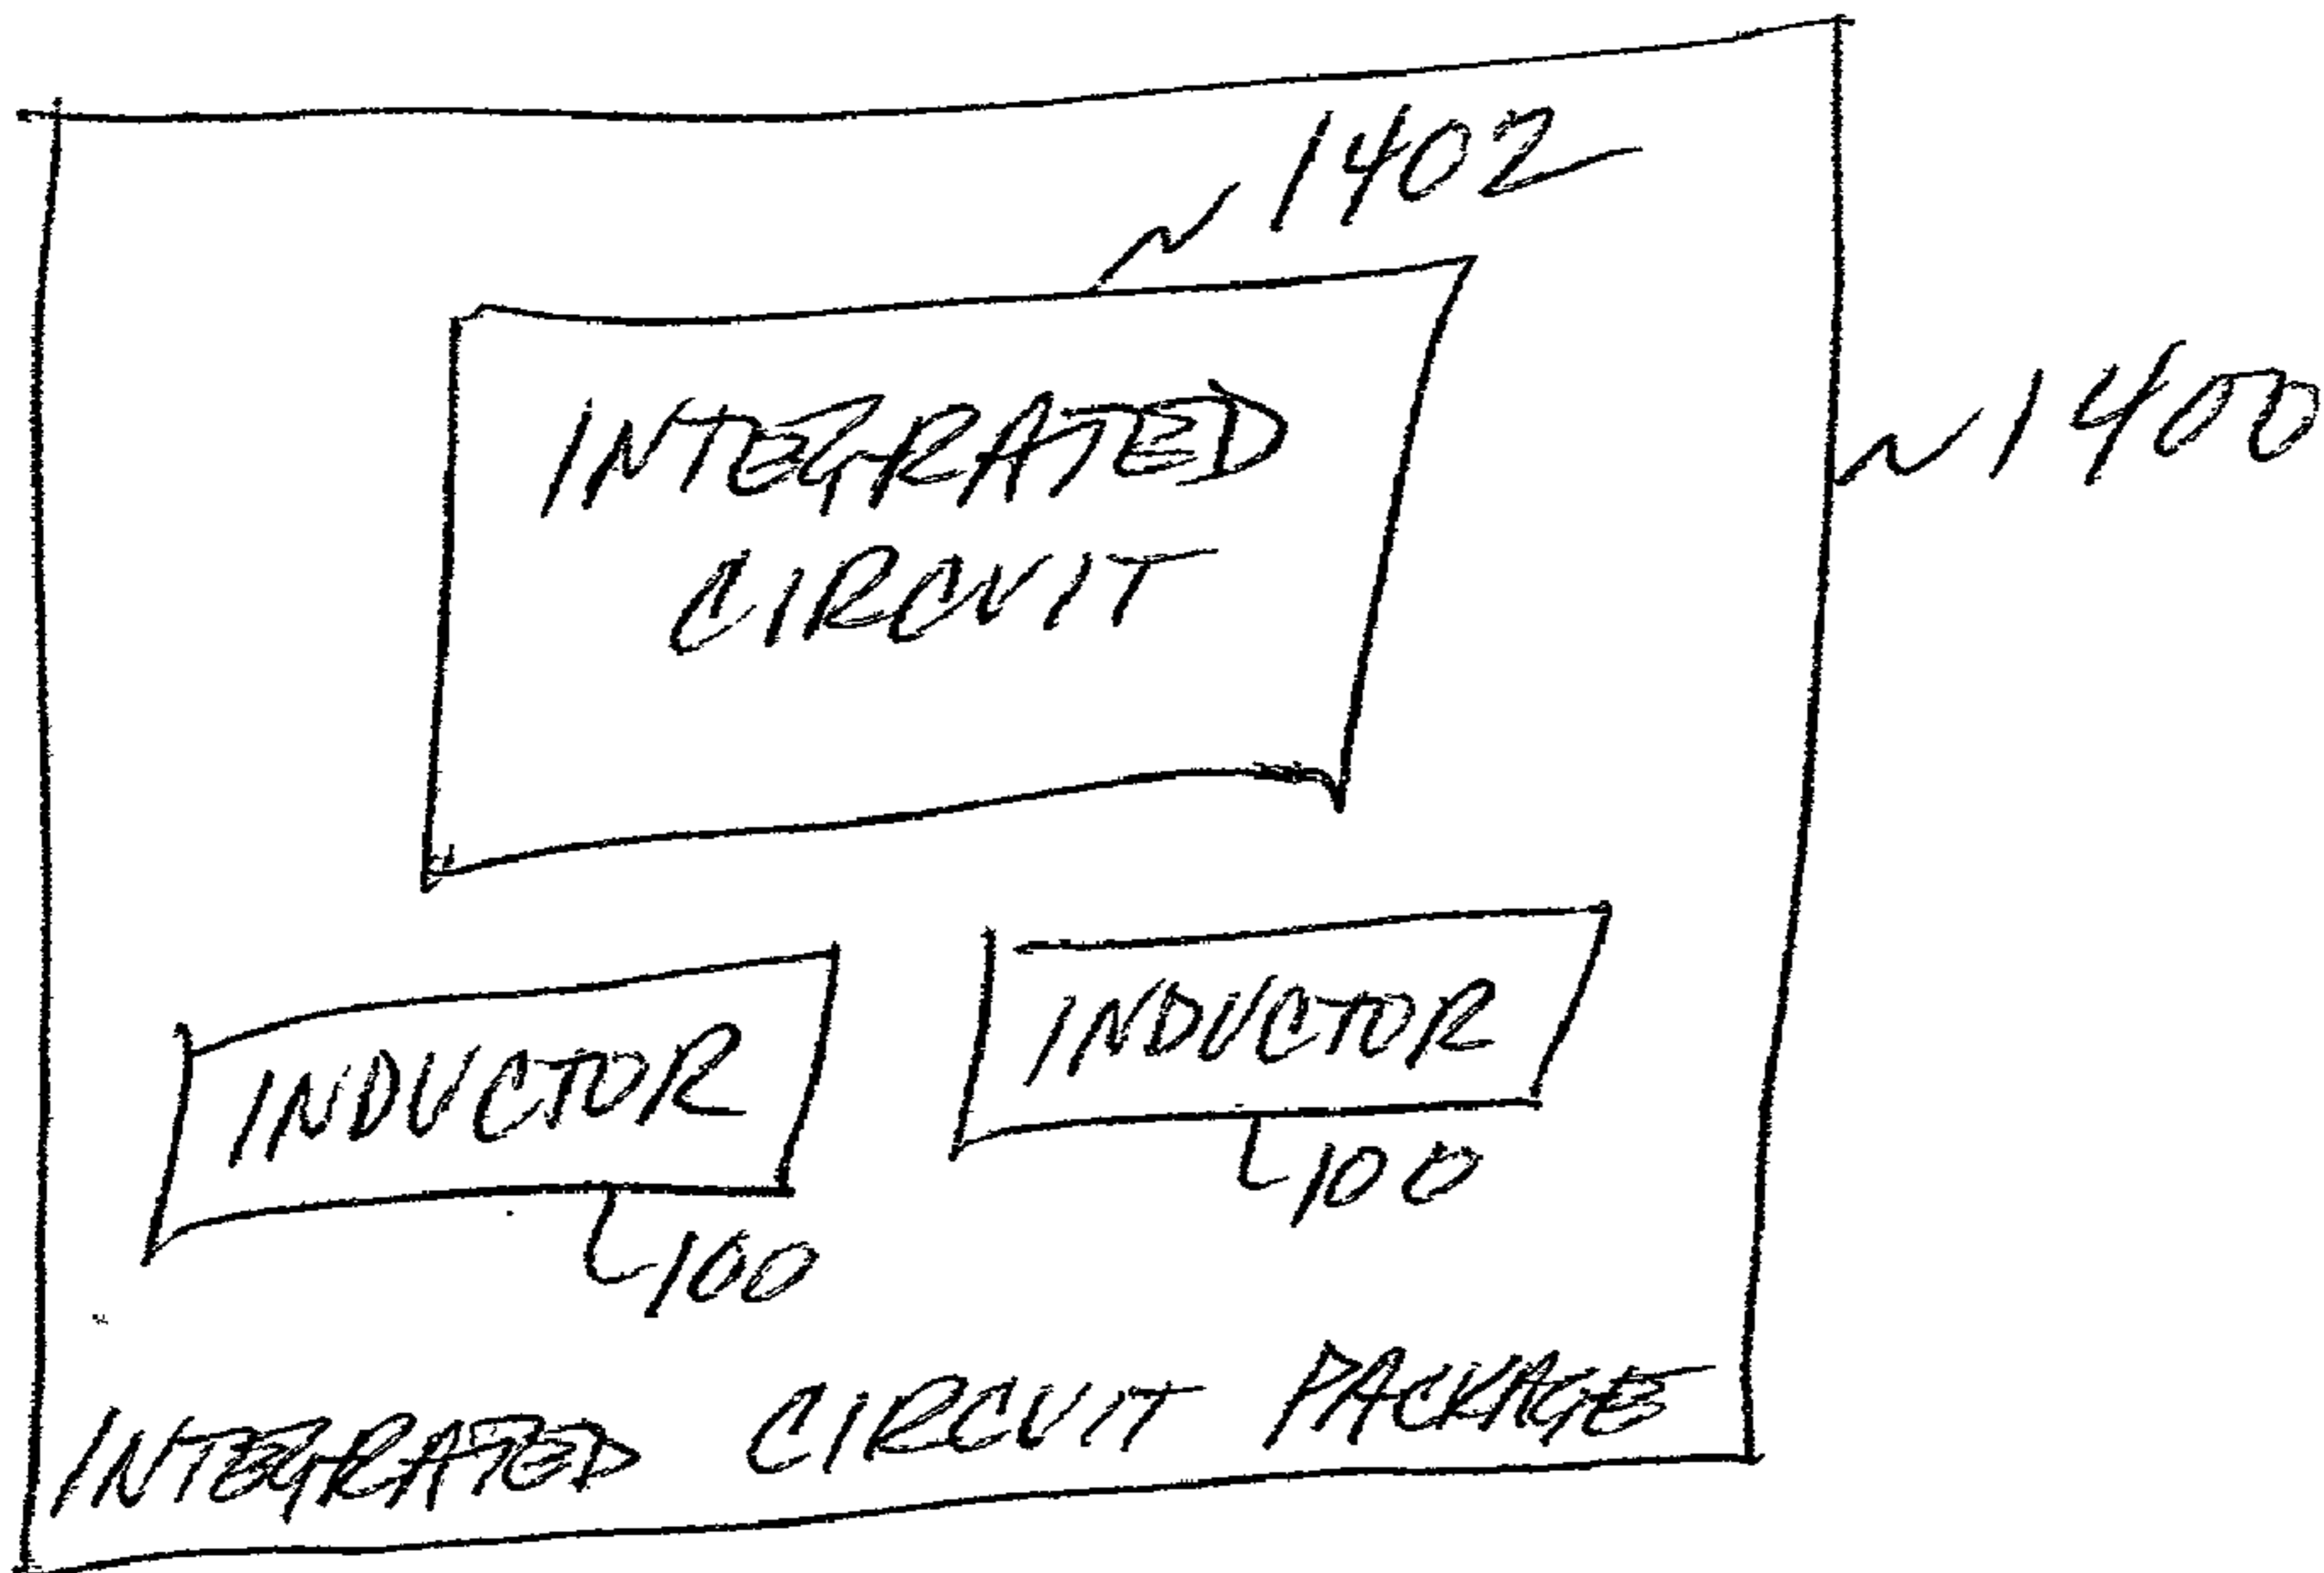 1402
INTEGRATED
CIRCUIT
1400
INDUCTOR
100
INDUCTOR
100
INTEGRATED CIRCUIT PACKAGE